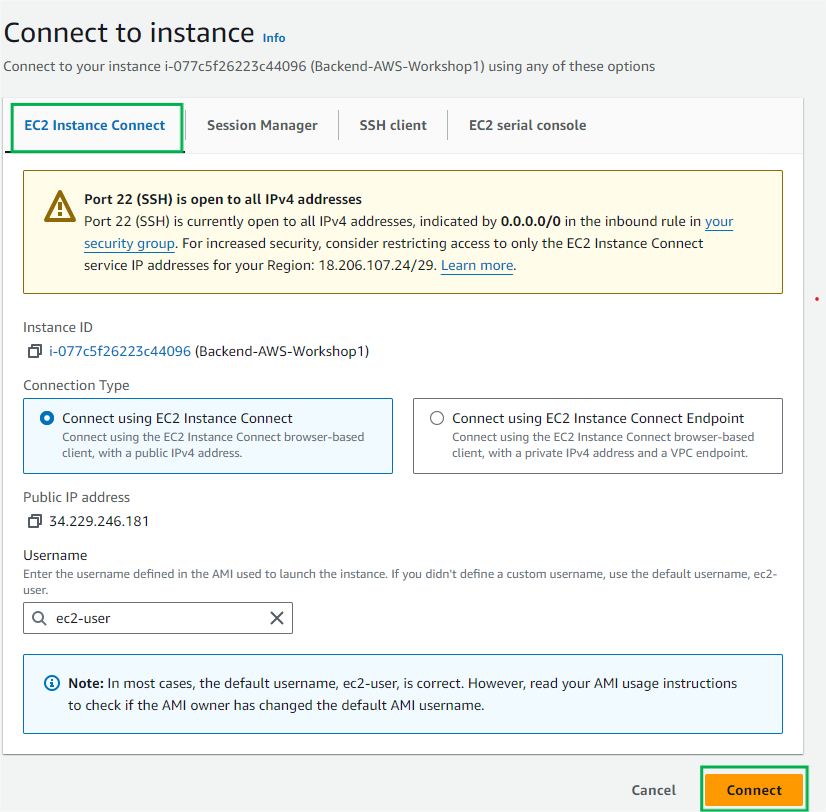 Connect to instance Info
Connect to your instance i-077c5f26223c44096 (Backend-AWS-Workshop1) using any of these options
EC2 Instance Connect
Session Manager
SSH client
EC2 serial console
Port 22 (SSH) is open to all IPv4 addresses
Port 22 (SSH) is currently open to all IPv4 addresses, indicated by 0.0.0.0/0 in the inbound rule in your
security group. For increased security, consider restricting access to only the EC2 Instance Connect
service IP addresses for your Region: 18.206.107.24/29. Learn more.
Instance ID
i-077c5f26223c44096 (Backend-AWS-Workshop1)
Connection Type
Connect using EC2 Instance Connect
Connect using the EC2 Instance Connect browser-based
client, with a public IPv4 address.
Connect using EC2 Instance Connect Endpoint
Connect using the EC2 Instance Connect browser-based
client, with a private IPv4 address and a VPC endpoint.
Public IP address
34.229.246.181
Username
Enter the username defined in the AMI used to launch the instance. If you didn't define a custom username, use the default username, ec2-
user.
ec2-user
Note: In most cases, the default username, ec2-user, is correct. However, read your AMI usage instructions
to check if the AMI owner has changed the default AMI username.
Cancel
Connect